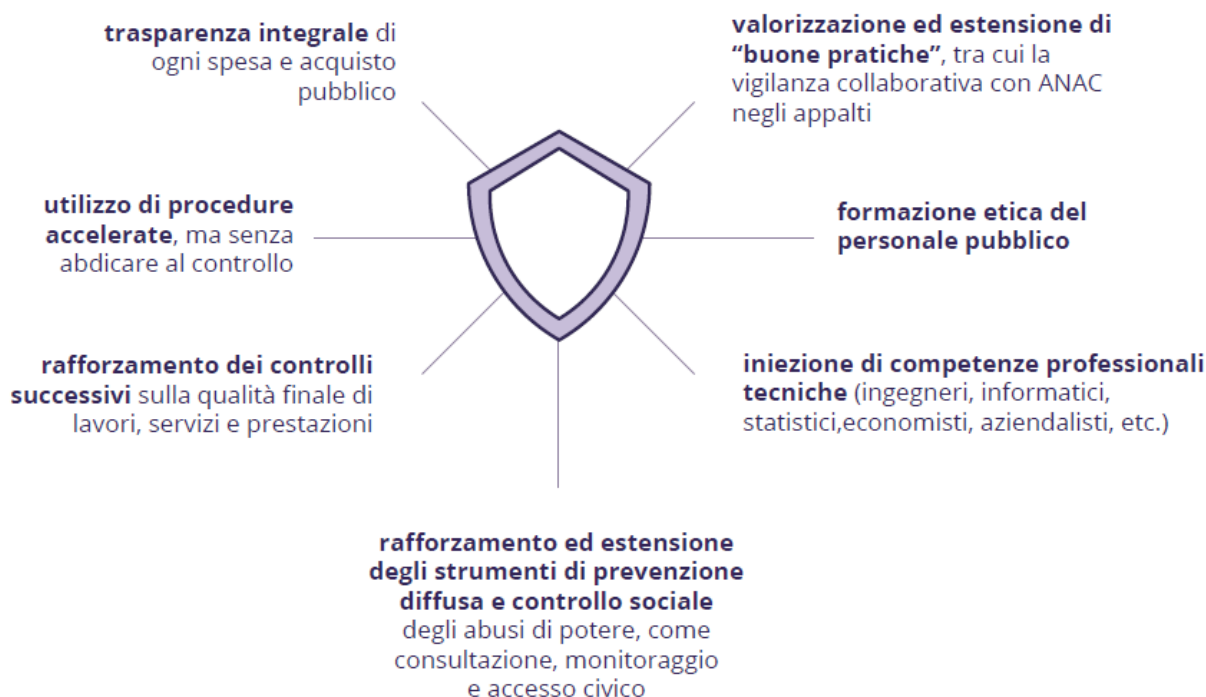 trasparenza integrale di
ogni spesa e acquisto
pubblico
valorizzazione ed estensione di
“buone pratiche”, tra cui la
vigilanza collaborativa con ANAC
negli appalti
utilizzo di procedure
accelerate, ma senza
abdicare al controllo
formazione etica del
personale pubblico
rafforzamento dei controlli
successivi sulla qualità finale di
lavori, servizi e prestazioni
iniezione di competenze professionali
tecniche (ingegneri, informatici,
statistici,economisti, aziendalisti, etc.)
rafforzamento ed estensione
degli strumenti di prevenzione
diffusa e controllo sociale
degli abusi di potere, come
consultazione, monitoraggio
e accesso civico